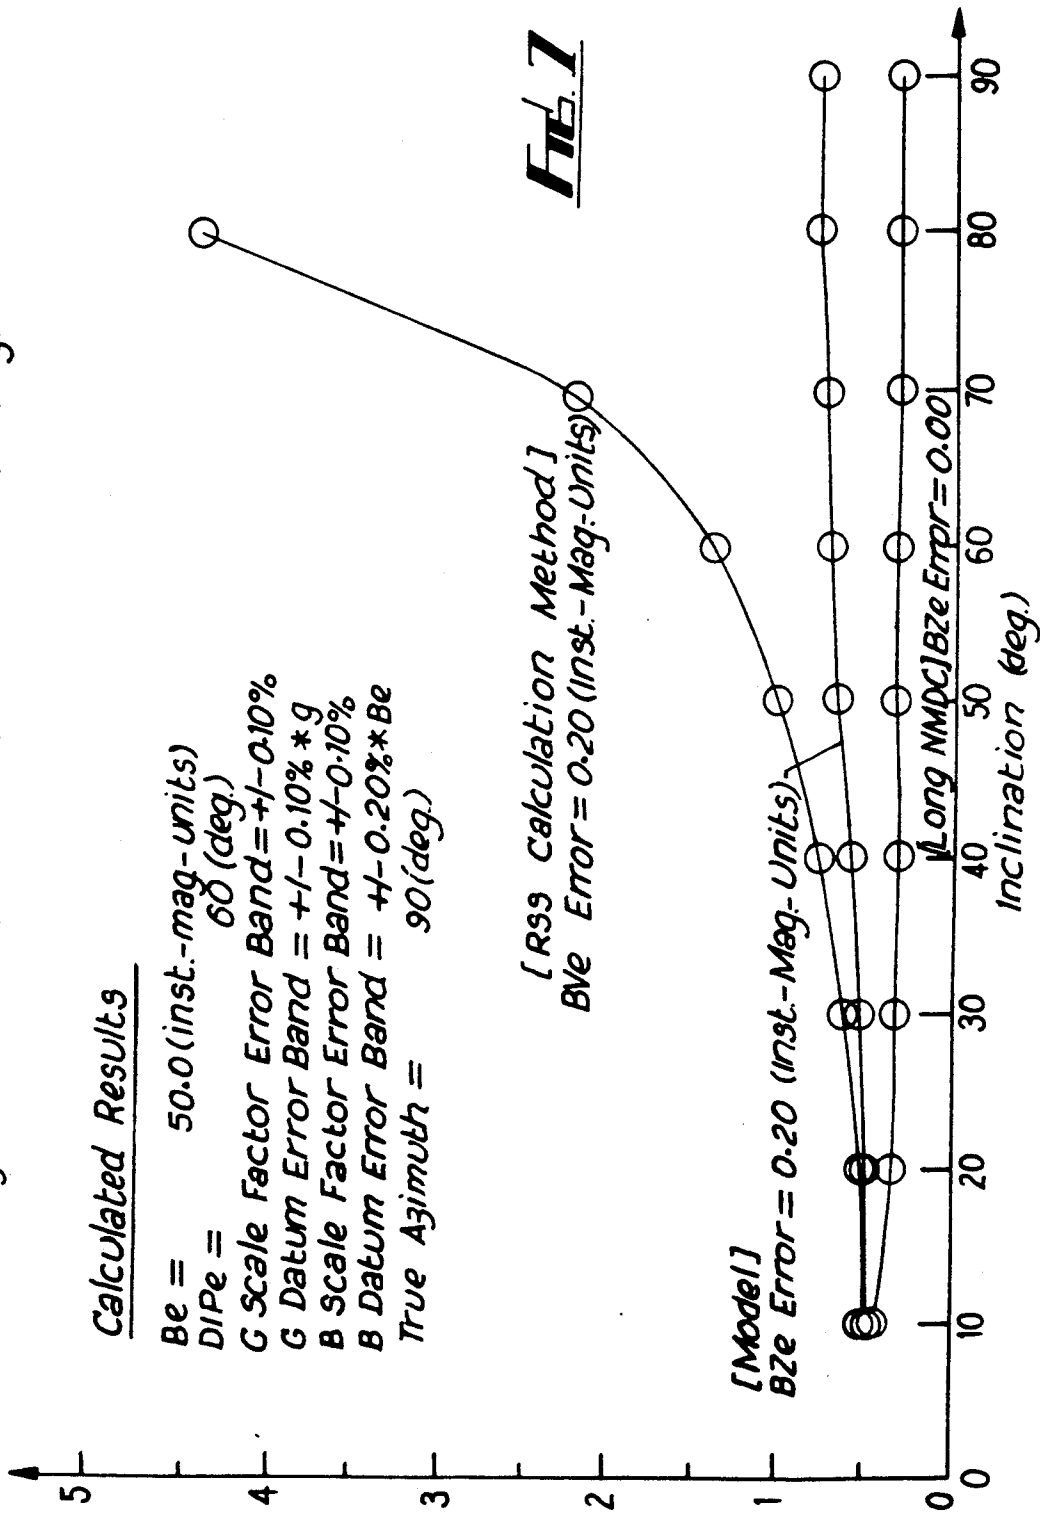 Calculated Results
Be = 50.0 (inst.-mag-units)
DIPe = 60 (deg.)
G Scale Factor Error Band=+/-0.10%
G Datum Error Band = +/-0.10%*g
B Scale Factor Error Band=+/-0.10%
B Datum Error Band = +/-0.20%*Be
True Azimuth = 90(deg.)
FIG. 7
[RSS Calculation Method]
BVe Error=0.20 (Inst.-Mag.-Units)
[Model]
BZe Error=0.20 (Inst.-Mag.-Units)
[Long NMDC] BZe Error=0.00
5
4
3
2
1
0
0 10 20 30 40 50 60 70 80 90
Inclination (deg.)